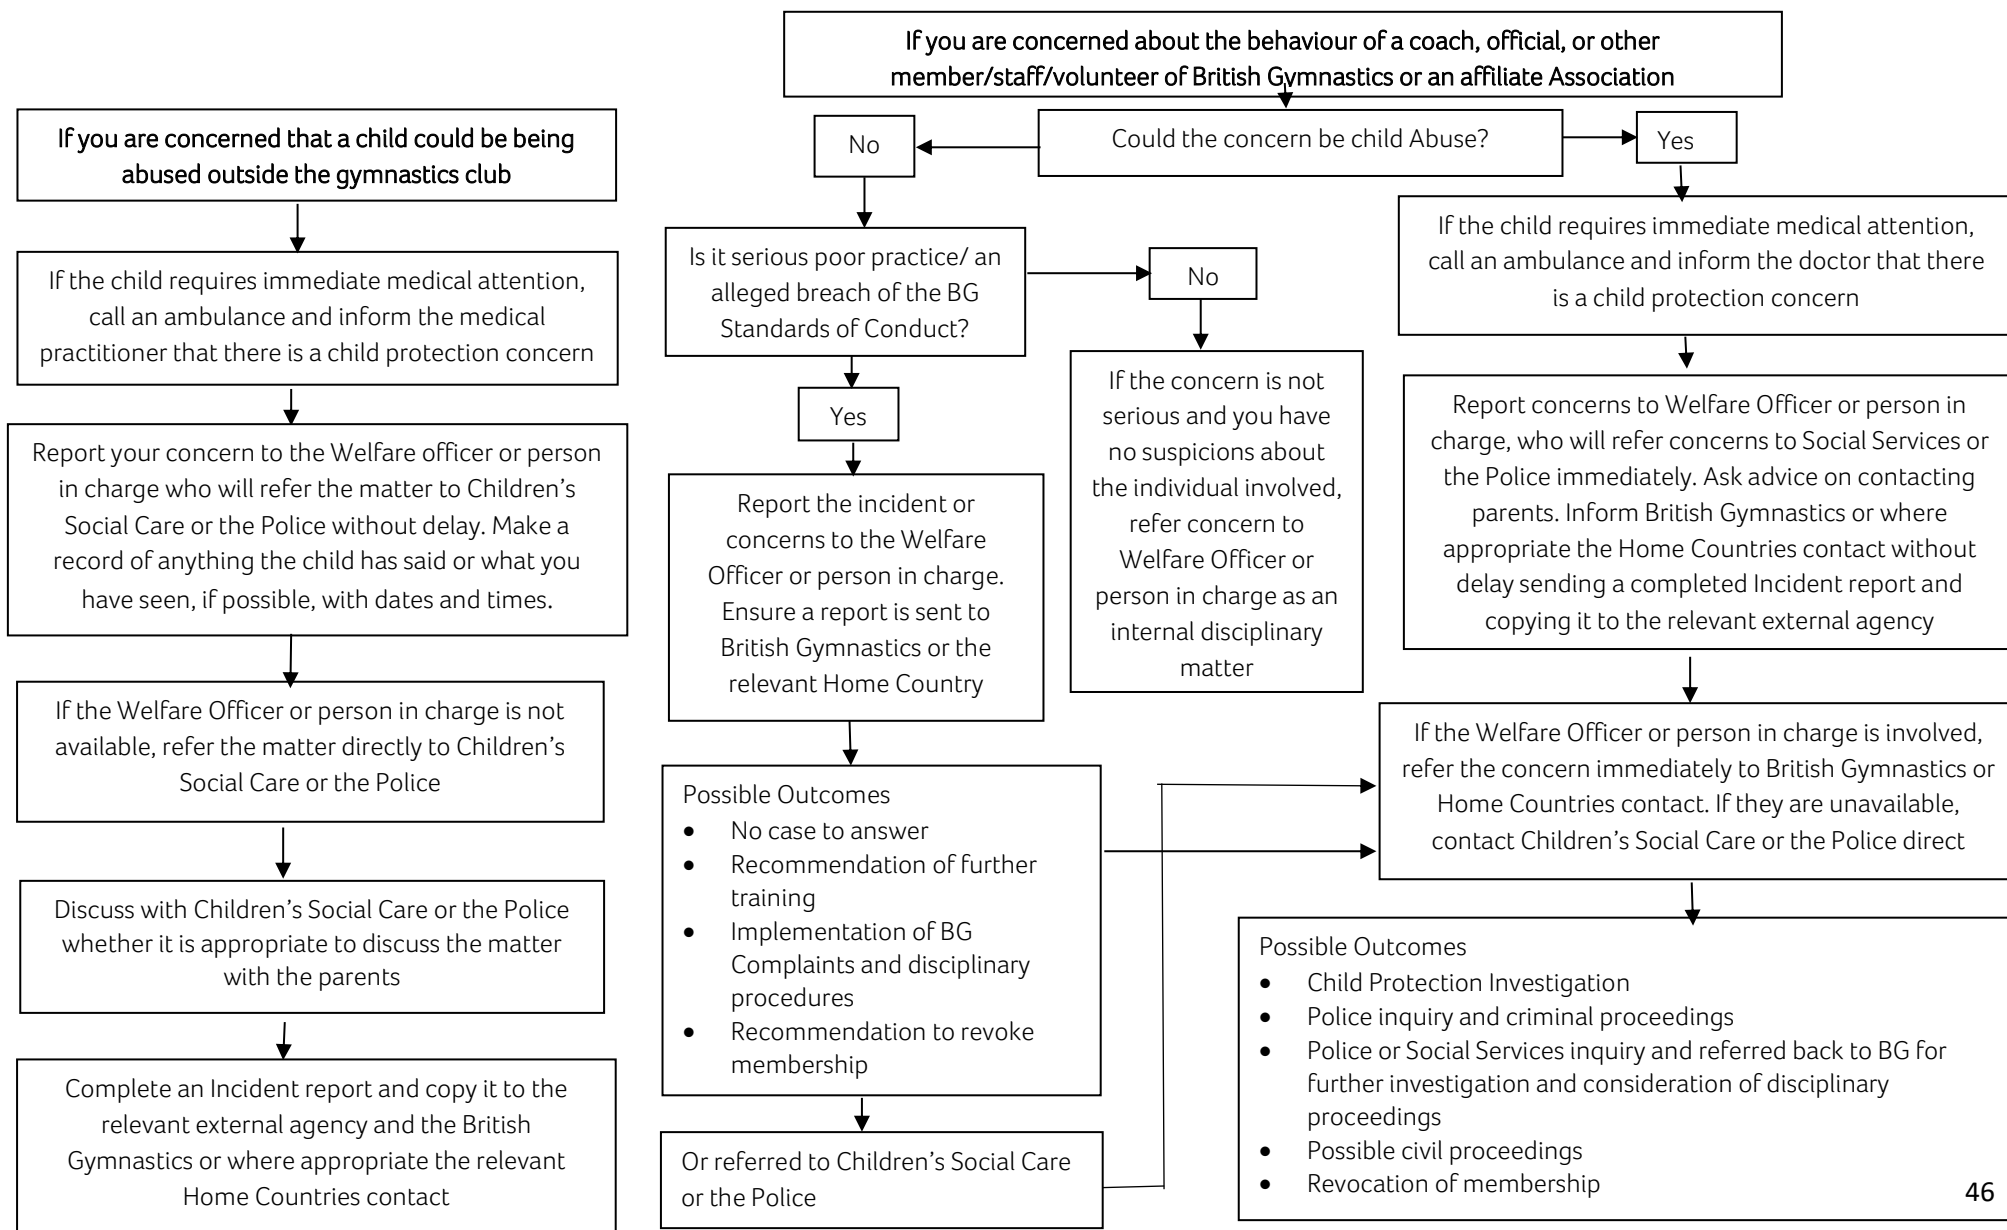 If you are concerned that a child could be being
abused outside the gymnastics club
If the child requires immediate medical attention,
call an ambulance and inform the medical
practitioner that there is a child protection concern
Report your concern to the Welfare officer or person
in charge who will refer the matter to Children's
Social Care or the Police without delay. Make a
record of anything the child has said or what you
have seen, if possible, with dates and times.
If the Welfare Officer or person in charge is not
available, refer the matter directly to Children's
Social Care or the Police
Discuss with Children's Social Care or the Police
whether it is appropriate to discuss the matter
with the parents
Complete an Incident report and copy it to the
relevant external agency and the British
Gymnastics or where appropriate the relevant
Home Countries contact
If you are concerned about the behaviour of a coach, official, or other
member/staff/volunteer of British Gymnastics or an affiliate Association
Could the concern be child Abuse?
No
Yes
Is it serious poor practice/ an
alleged breach of the BG
Standards of Conduct?
No
If the concern is not
serious and you have
no suspicions about
the individual involved,
refer concern to
Welfare Officer or
person in charge as an
internal disciplinary
matter
Yes
Report the incident or
concerns to the Welfare
Officer or person in charge.
Ensure a report is sent to
British Gymnastics or the
relevant Home Country
Possible Outcomes
• No case to answer
• Recommendation of further
training
• Implementation of BG
Complaints and disciplinary
procedures
• Recommendation to revoke
membership
Or referred to Children's Social Care
or the Police
If the child requires immediate medical attention,
call an ambulance and inform the doctor that there
is a child protection concern
Report concerns to Welfare Officer or person in
charge, who will refer concerns to Social Services or
the Police immediately. Ask advice on contacting
parents. Inform British Gymnastics or where
appropriate the Home Countries contact without
delay sending a completed Incident report and
copying it to the relevant external agency
If the Welfare Officer or person in charge is involved,
refer the concern immediately to British Gymnastics or
Home Countries contact. If they are unavailable,
contact Children's Social Care or the Police direct
Possible Outcomes
• Child Protection Investigation
• Police inquiry and criminal proceedings
• Police or Social Services inquiry and referred back to BG for
further investigation and consideration of disciplinary
proceedings
• Possible civil proceedings
• Revocation of membership
46